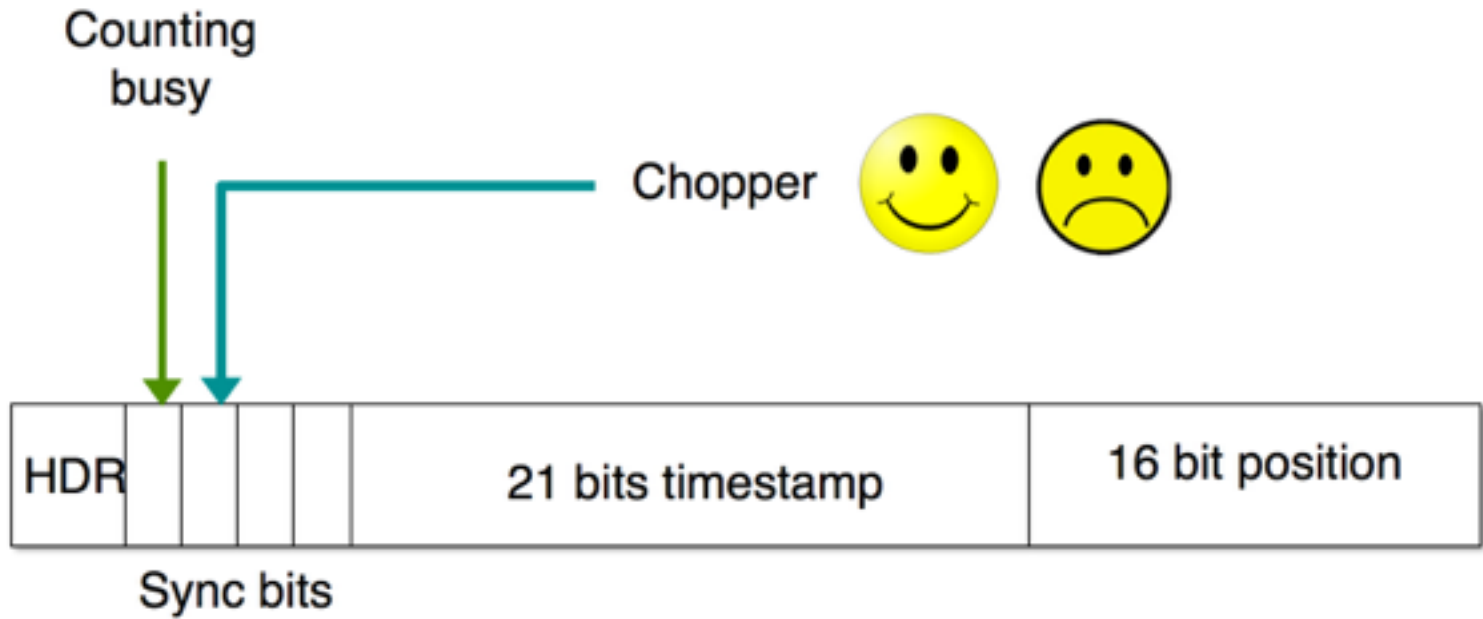 Counting
busy
Chopper
HDR
21 bits timestamp
16 bit position
Sync bits